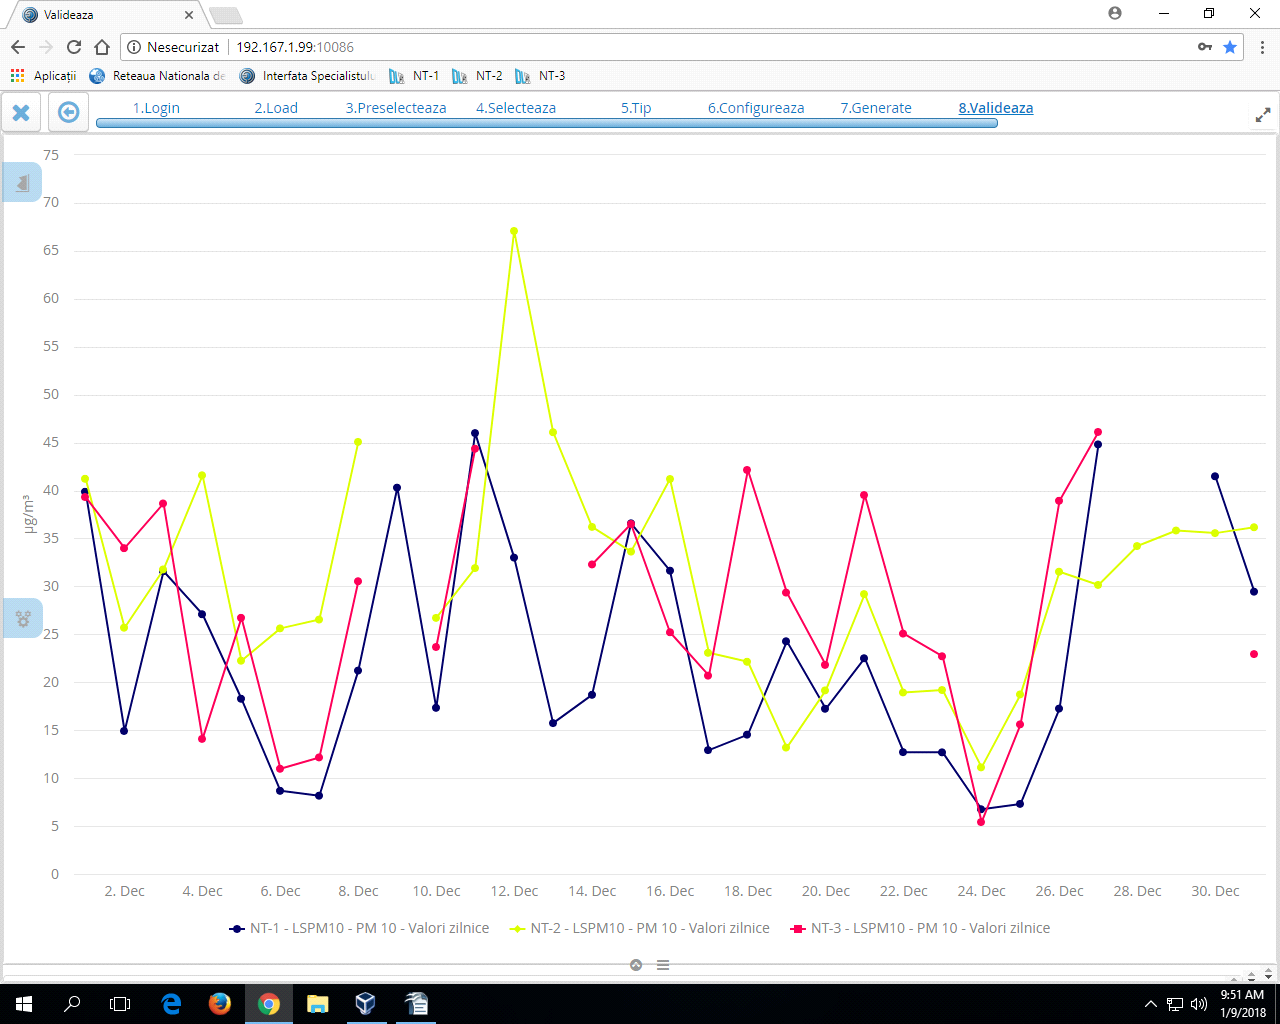 Valideaza
Nesecurizat 192.167.1.99:10086
Aplicații Reteaua Nationala de Interfata Specialistulu NT-1 NT-2 NT-3
1.Login 2.Load 3.Preselecteaza 4.Selecteaza 5.Tip 6.Configureaza 7.Generate 8.Valideaza
75
70
65
60
55
50
45
40
35
30
25
20
15
10
5
0
µg/m³
2. Dec 4. Dec 6. Dec 8. Dec 10. Dec 12. Dec 14. Dec 16. Dec 18. Dec 20. Dec 22. Dec 24. Dec 26. Dec 28. Dec 30. Dec
NT-1 - LSPM10 - PM 10 - Valori zilnice NT-2 - LSPM10 - PM 10 - Valori zilnice NT-3 - LSPM10 - PM 10 - Valori zilnice
9:51 AM
1/9/2018